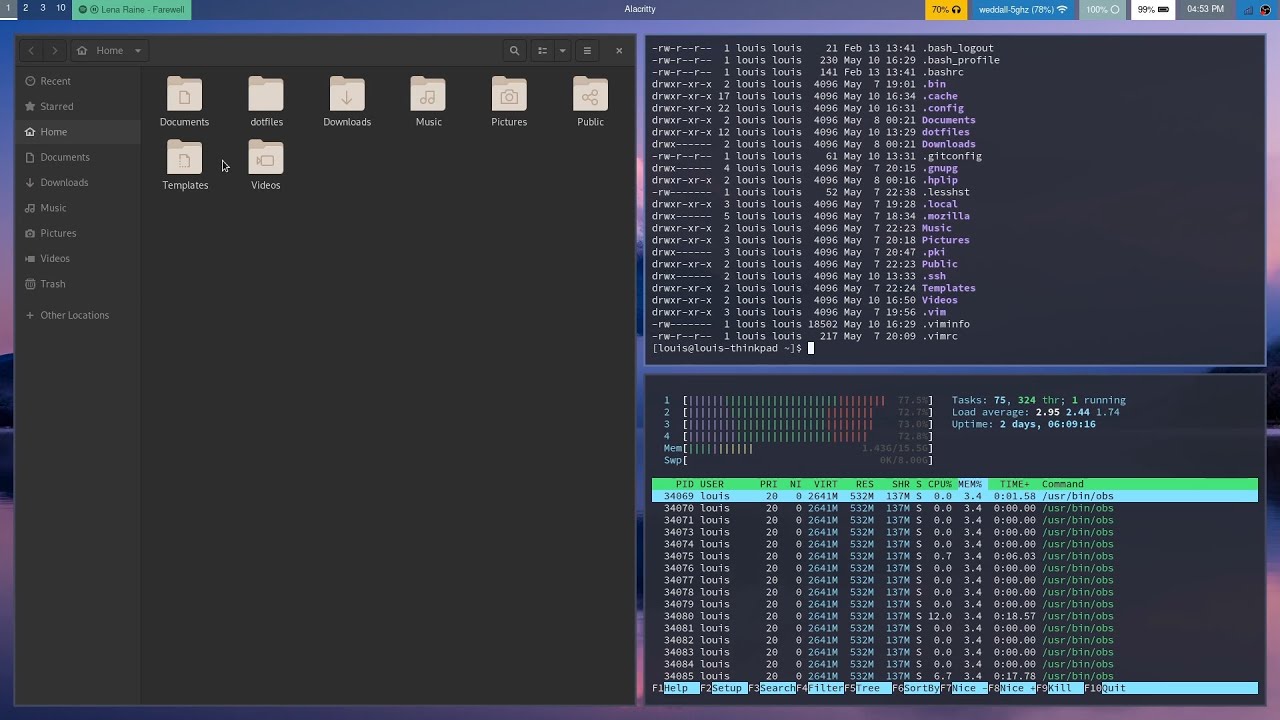 1 2 3 10 Lena Raine - Farewell
Alacritty
70% weddall-5ghz (78%) 100% 99% 04:53 PM
Home
Recent
Starred
Home
Documents
Downloads
Music
Pictures
Videos
Trash
+ Other Locations
Documents dotfiles Downloads Music Pictures Public
Templates Videos
-rw-r--r-- 1 louis louis 21 Feb 13 13:41 .bash_logout
-rw-r--r-- 1 louis louis 230 May 10 16:29 .bash_profile
-rw-r--r-- 1 louis louis 141 Feb 13 13:41 .bashrc
drwxr-xr-x 2 louis louis 4096 May 7 19:01 .bin
drwxr-xr-x 17 louis louis 4096 May 10 16:34 .cache
drwxr-xr-x 22 louis louis 4096 May 10 16:31 .config
drwxr-xr-x 2 louis louis 4096 May 8 00:21 Documents
drwxr-xr-x 12 louis louis 4096 May 10 13:29 dotfiles
drwx------ 2 louis louis 4096 May 8 00:21 Downloads
-rw-r--r-- 1 louis louis 61 May 10 13:31 .gitconfig
drwx------ 4 louis louis 4096 May 7 20:15 .gnupg
drwxr-xr-x 2 louis louis 4096 May 8 00:16 .hplip
-rw------- 1 louis louis 52 May 7 22:38 .lesshst
drwxr-xr-x 3 louis louis 4096 May 7 19:28 .local
drwx------ 5 louis louis 4096 May 7 18:34 .mozilla
drwxr-xr-x 2 louis louis 4096 May 7 22:23 Music
drwxr-xr-x 3 louis louis 4096 May 7 20:18 Pictures
drwx------ 3 louis louis 4096 May 7 20:47 .pki
drwxr-xr-x 2 louis louis 4096 May 7 22:23 Public
drwxr-xr-x 2 louis louis 4096 May 10 13:33 .ssh
drwxr-xr-x 2 louis louis 4096 May 7 22:24 Templates
drwxr-xr-x 2 louis louis 4096 May 10 16:50 Videos
drwxr-xr-x 3 louis louis 4096 May 7 19:56 .vim
-rw------- 1 louis louis 18502 May 10 16:29 .viminfo
-rw-r--r-- 1 louis louis 217 May 7 20:09 .vimrc
[louis@louis-thinkpad ~]$
1 [ 77.5%] Tasks: 75, 324 thr; 1 running
2 [ 72.7%] Load average: 2.95 2.44 1.74
3 [ 73.0%] Uptime: 2 days, 06:09:16
4 [ 72.8%]
Mem[ 1.43G/15.5G]
Swp[ 0K/8.00G]
PID USER PRI NI VIRT RES SHR S CPU% MEM% TIME+ Command
34069 louis 20 0 2641M 532M 137M S 0.0 3.4 0:01.58 /usr/bin/obs
34070 louis 20 0 2641M 532M 137M S 0.0 3.4 0:00.00 /usr/bin/obs
34071 louis 20 0 2641M 532M 137M S 0.0 3.4 0:00.00 /usr/bin/obs
34073 louis 20 0 2641M 532M 137M S 0.0 3.4 0:00.00 /usr/bin/obs
34074 louis 20 0 2641M 532M 137M S 0.0 3.4 0:00.00 /usr/bin/obs
34075 louis 20 0 2641M 532M 137M S 0.7 3.4 0:06.03 /usr/bin/obs
34076 louis 20 0 2641M 532M 137M S 0.0 3.4 0:00.00 /usr/bin/obs
34077 louis 20 0 2641M 532M 137M S 0.0 3.4 0:00.00 /usr/bin/obs
34078 louis 20 0 2641M 532M 137M S 0.0 3.4 0:00.00 /usr/bin/obs
34079 louis 20 0 2641M 532M 137M S 0.0 3.4 0:00.00 /usr/bin/obs
34080 louis 20 0 2641M 532M 137M S 12.0 3.4 0:18.57 /usr/bin/obs
34081 louis 20 0 2641M 532M 137M S 0.0 3.4 0:00.00 /usr/bin/obs
34082 louis 20 0 2641M 532M 137M S 0.0 3.4 0:00.00 /usr/bin/obs
34083 louis 20 0 2641M 532M 137M S 0.0 3.4 0:00.00 /usr/bin/obs
34084 louis 20 0 2641M 532M 137M S 0.0 3.4 0:00.00 /usr/bin/obs
34085 louis 20 0 2641M 532M 137M S 6.7 3.4 0:17.78 /usr/bin/obs
F1Help F2Setup F3SearchF4FilterF5Tree F6SortByF7Nice -F8Nice +F9Kill F10Quit